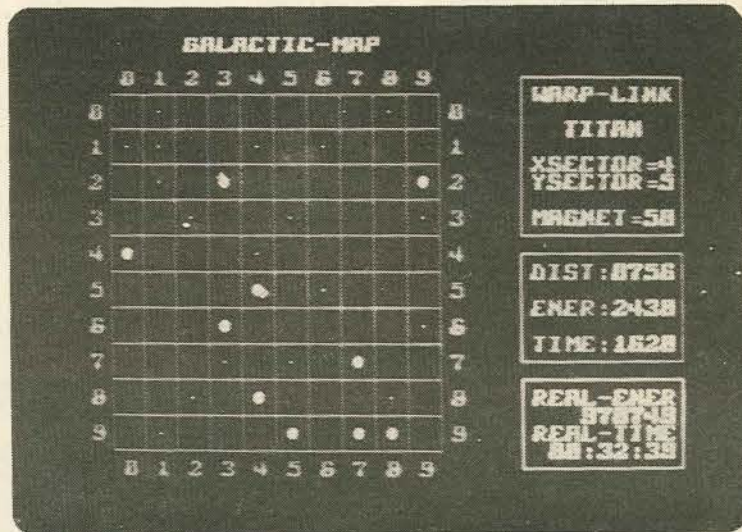 GALACTIC-MAP
0 1 2 3 4 5 6 7 8 9
0 0
1 1
2 2
3 3
4 4
5 5
6 6
7 7
8 8
9 9
0 1 2 3 4 5 6 7 8 9
WARP-LINK
TITAN
XSECTOR=4
YSECTOR=5
MAGNET=50
DIST:0756
ENER:2430
TIME:1620
REAL-ENER
REAL-TIME
00:32:39